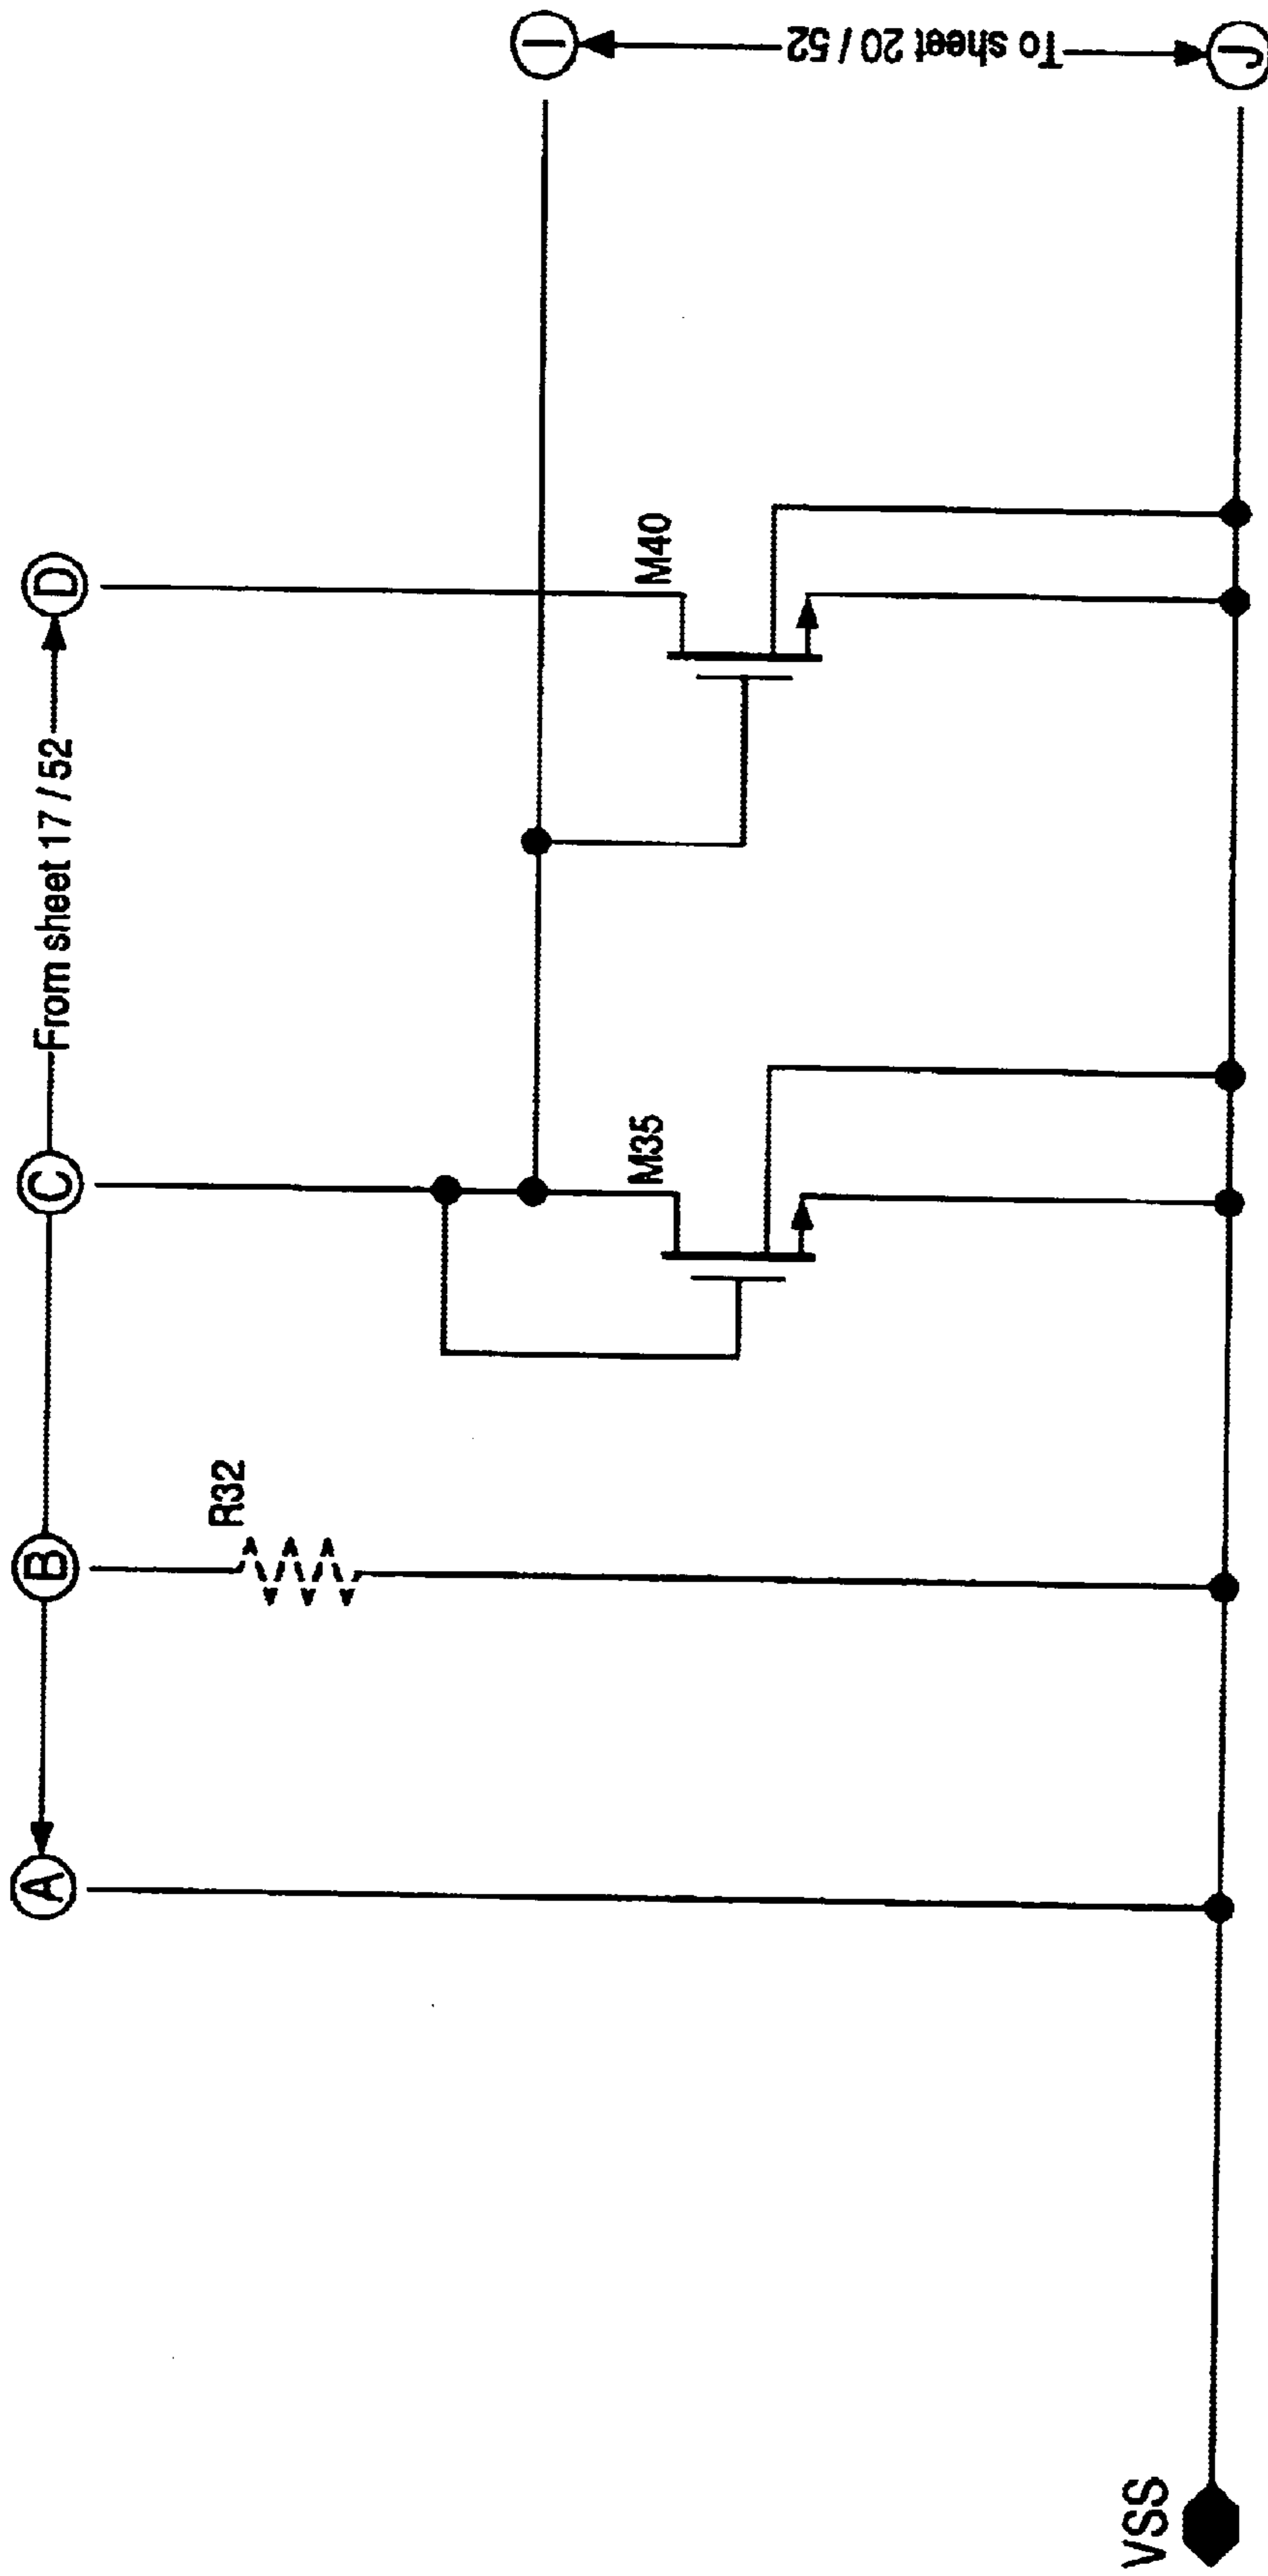 A
B
C
From sheet 17 / 52
D
R32
M35
M40
I
To sheet 20 / 52
J
VSS